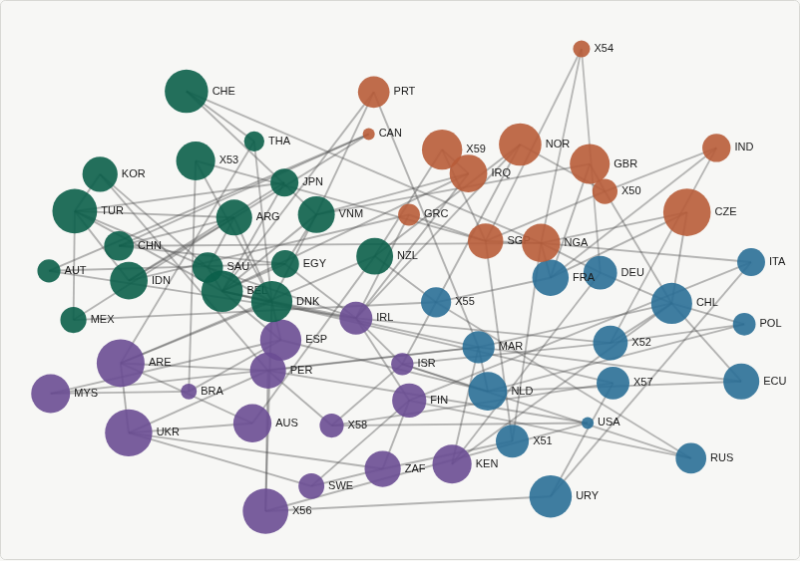 X54
CHE
PRT
CAN
THA
NOR
IND
X59
X53
GBR
KOR
IRQ
JPN
X50
TUR
CZE
VNM
GRC
ARG
SG
NGA
CHN
NZL
ITA
EGY
SAU
AUT
DEU
FRA
IDN
DNK
X55
CHL
MEX
IRL
POL
ESP
X52
MAR
ARE
ISR
PER
ECU
X57
MYS
BRA
NLD
FIN
AUS
USA
X58
UKR
X51
RUS
KEN
ZAF
SWE
URY
X56